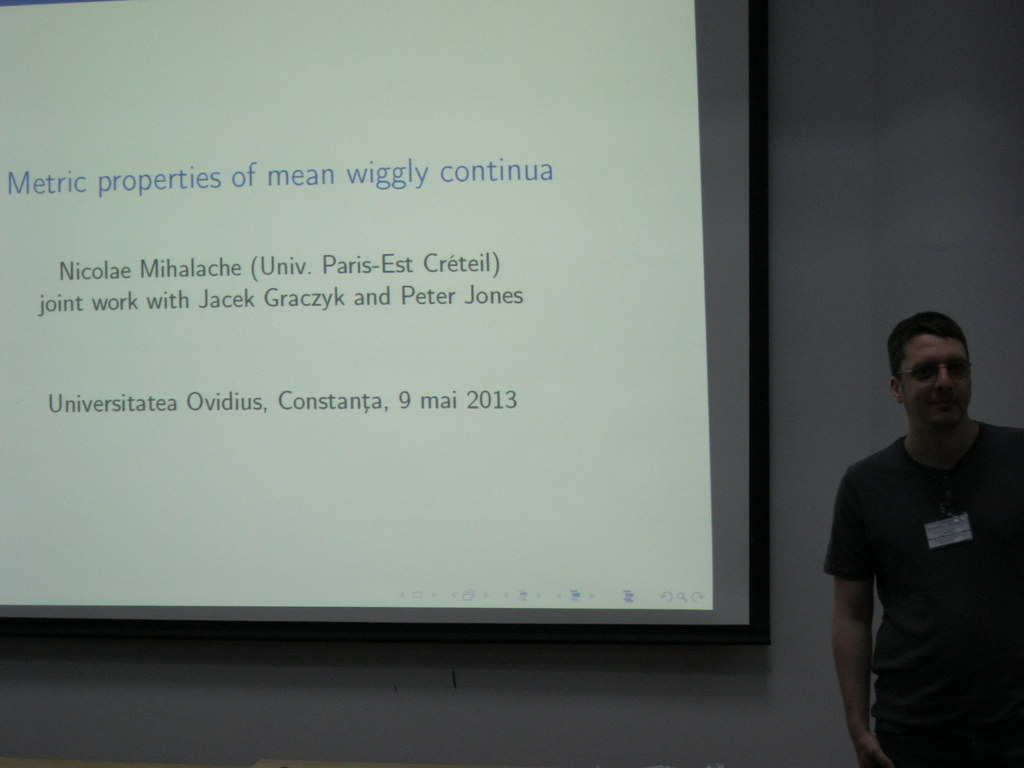 Metric properties of mean wiggly continua
Nicolae Mihalache (Univ. Paris-Est Créteil)
joint work with Jacek Graczyk and Peter Jones
Universitatea Ovidius, Constanța, 9 mai 2013